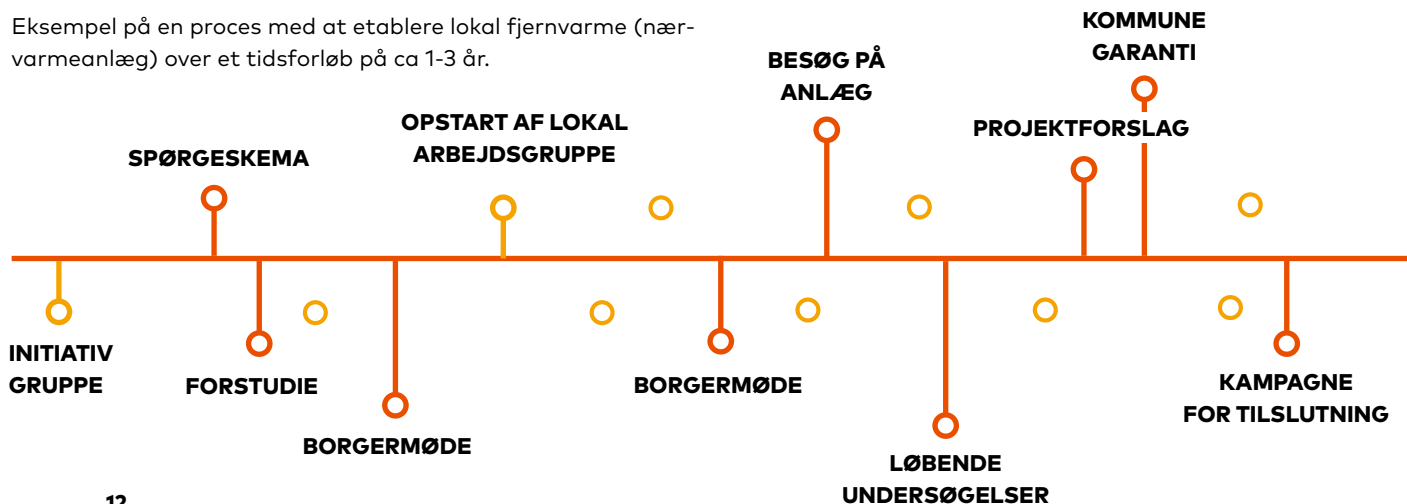 Eksempel på en proces med at etablere lokal fjernvarme (nær-
varmeanlæg) over et tidsforløb på ca 1-3 år.
KOMMUNE
GARANTI
BESØG PÅ
ANLÆG
OPSTART AF LOKAL
ARBEJDSGRUPPE
PROJEKTFORSLAG
SPØRGESKEMA
INITIATIV
GRUPPE
FORSTUDIE
BORGERMØDE
BORGERMØDE
LØBENDE
UNDERSØGELSER
KAMPAGNE
FOR TILSLUTNING
12